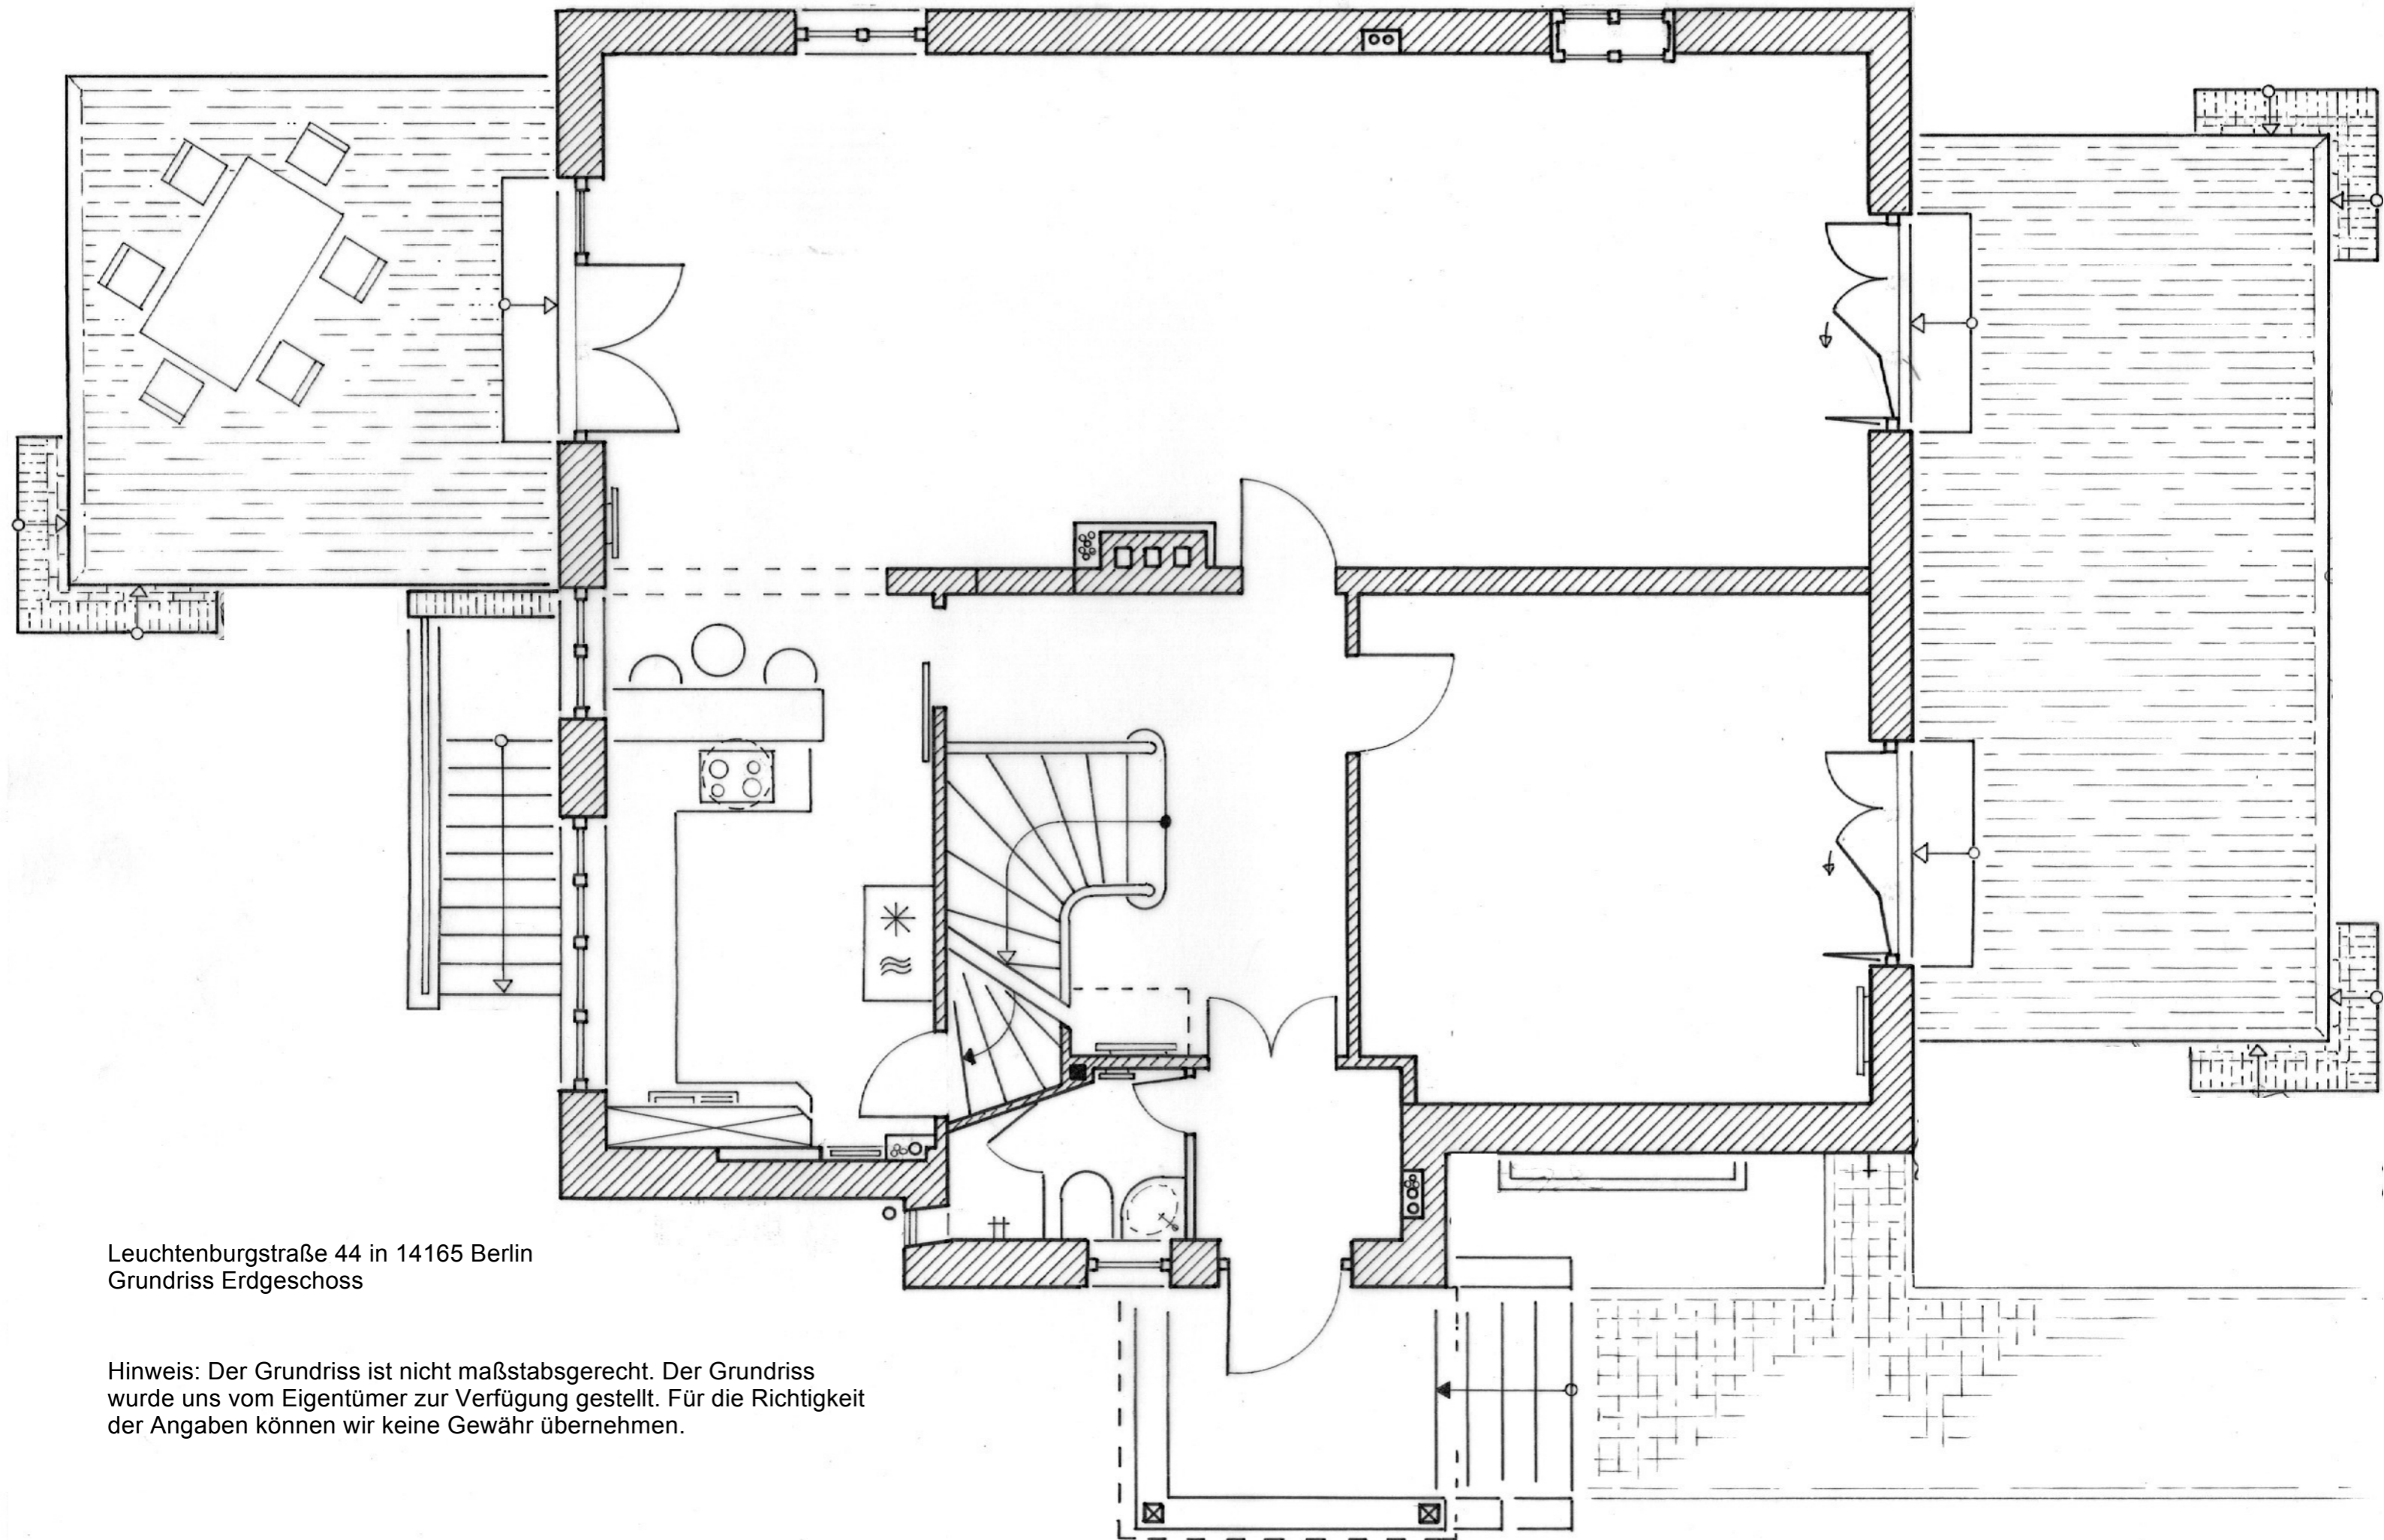 Leuchtenburgstraße 44 in 14165 Berlin
Grundriss Erdgeschoss
Hinweis: Der Grundriss ist nicht maßstabsgerecht. Der Grundriss
wurde uns vom Eigentümer zur Verfügung gestellt. Für die Richtigkeit
der Angaben können wir keine Gewähr übernehmen.